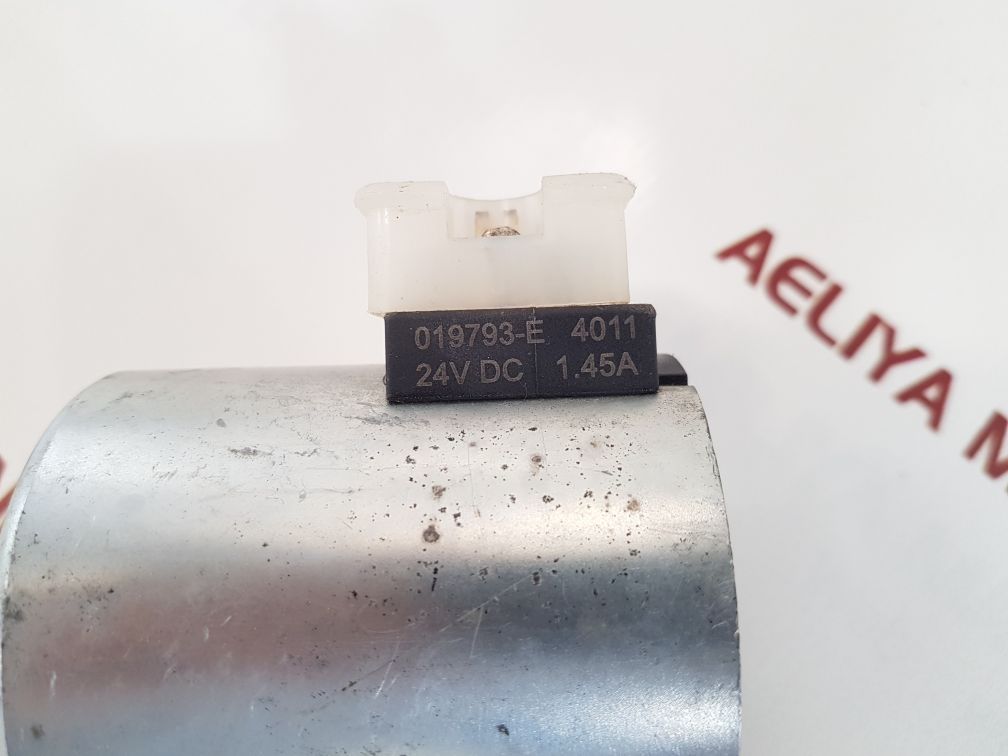 019793-E 4011
24V DC 1.45A
AELIYA M